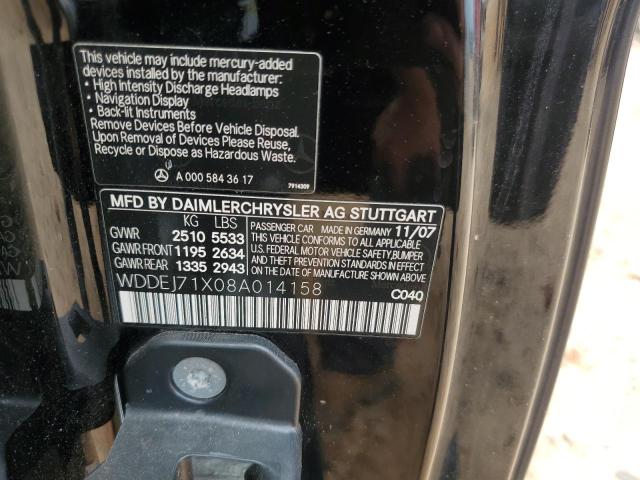 This vehicle may include mercury-added
devices installed by the manufacturer:
• High Intensity Discharge Headlamps
• Navigation Display
• Back-lit Instruments
Remove Devices Before Vehicle Disposal.
Upon Removal of Devices Please Reuse,
Recycle or Dispose as Hazardous Waste.
A 000 584 36 17
7914309
MFD BY DAIMLERCHRYSLER AG STUTTGART
KG LBS
GVWR 2510 5533
GAWR FRONT 1195 2634
GAWR REAR 1335 2943
PASSENGER CAR MADE IN GERMANY 11/07
THIS VEHICLE CONFORMS TO ALL APPLICABLE
U.S. FEDERAL MOTOR VEHICLE SAFETY,BUMPER
AND THEFT PREVENTION STANDARDS IN EFFECT
ON THE DATE OF MANUFACTURE SHOWN ABOVE.
WDDEJ71X08A014158
C040